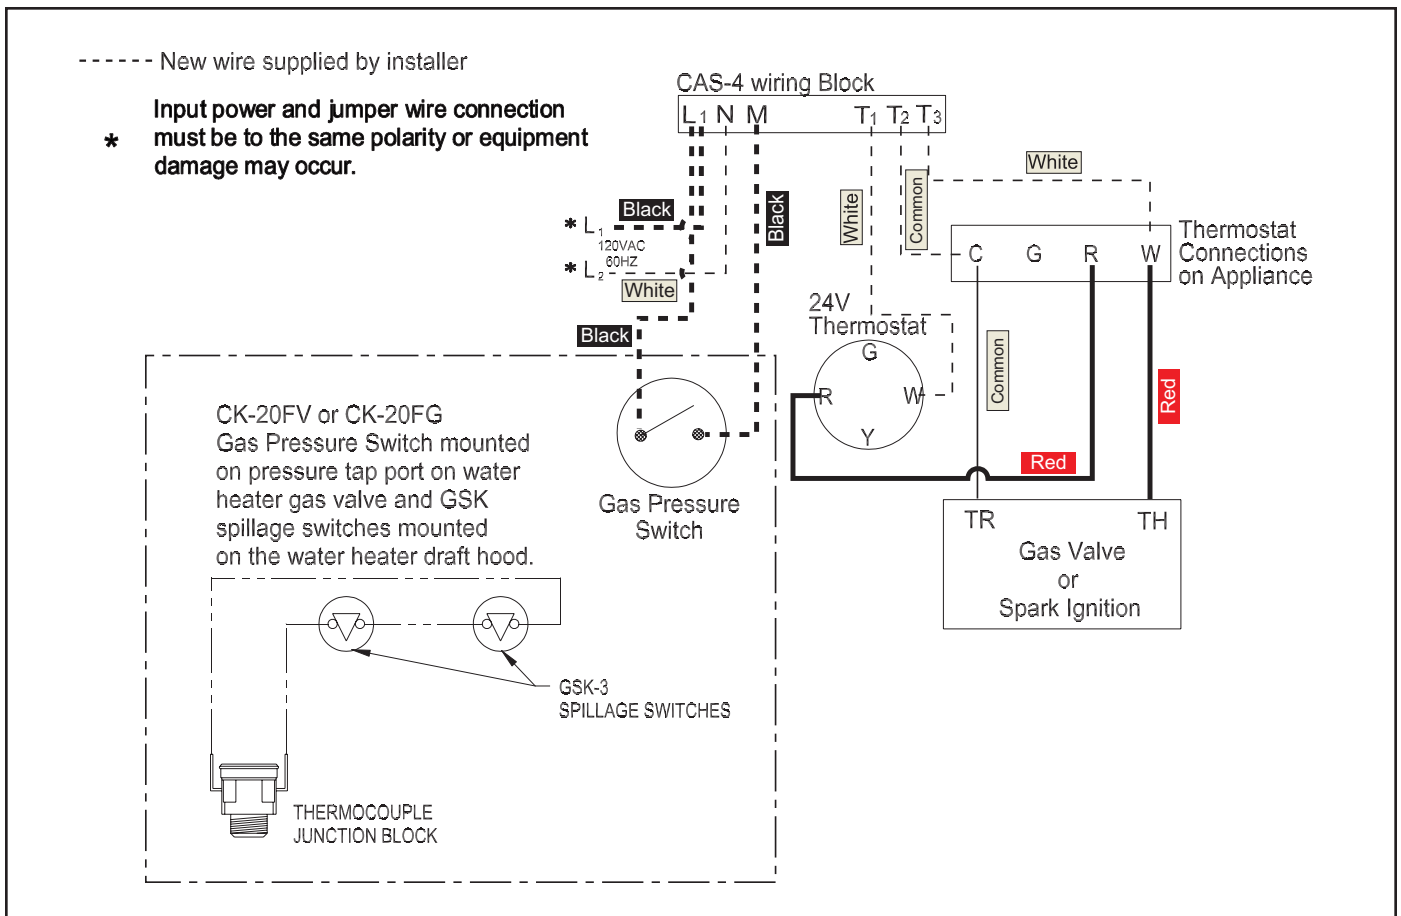 New wire supplied by installer
* Input power and jumper wire connection
must be to the same polarity or equipment
damage may occur.
CAS-4 wiring Block
L1 N M T1 T2 T3
White
Black
Black
White
Common
* L1
120VAC
60HZ
* L2
White
Black
C G R W
Thermostat
Connections
on Appliance
24V
Thermostat
G
R
W
Y
Common
Red
Red
CK-20FV or CK-20FG
Gas Pressure Switch mounted
on pressure tap port on water
heater gas valve and GSK
spillage switches mounted
on the water heater draft hood.
Gas Pressure
Switch
TR TH
Gas Valve
or
Spark Ignition
GSK-3
SPILLAGE SWITCHES
THERMOCOUPLE
JUNCTION BLOCK